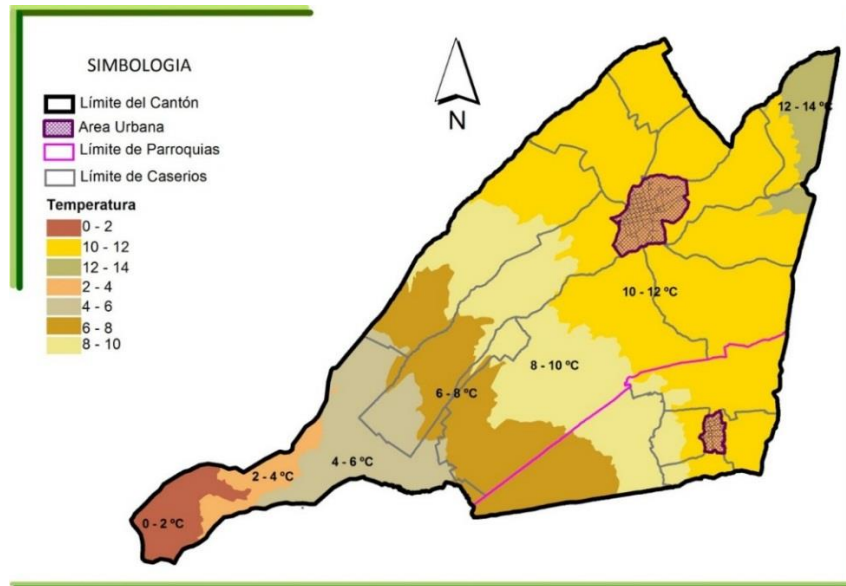 SIMBOLOGIA
Límite del Cantón
Area Urbana
Límite de Parroquias
Límite de Caserios
Temperatura
0 - 2
10 - 12
12 - 14
2 - 4
4 - 6
6 - 8
8 - 10
N
12 - 14 ºC
10 - 12 ºC
8 - 10 ºC
6 - 8 ºC
4 - 6 ºC
2 - 4 ºC
0 - 2 ºC